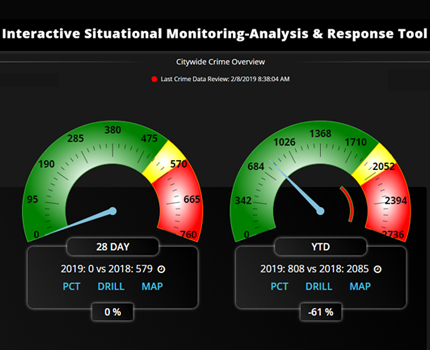 Interactive Situational Monitoring-Analysis & Response Tool
Citywide Crime Overview
Last Crime Data Review: 2/8/2019 8:38:04 AM
0 95 190 285 380 475 570 665 760
0 342 684 1026 1368 1710 2052 2394 2736
28 DAY
2019: 0 vs 2018: 579
PCT DRILL MAP
0 %
YTD
2019: 808 vs 2018: 2085
PCT DRILL MAP
-61 %